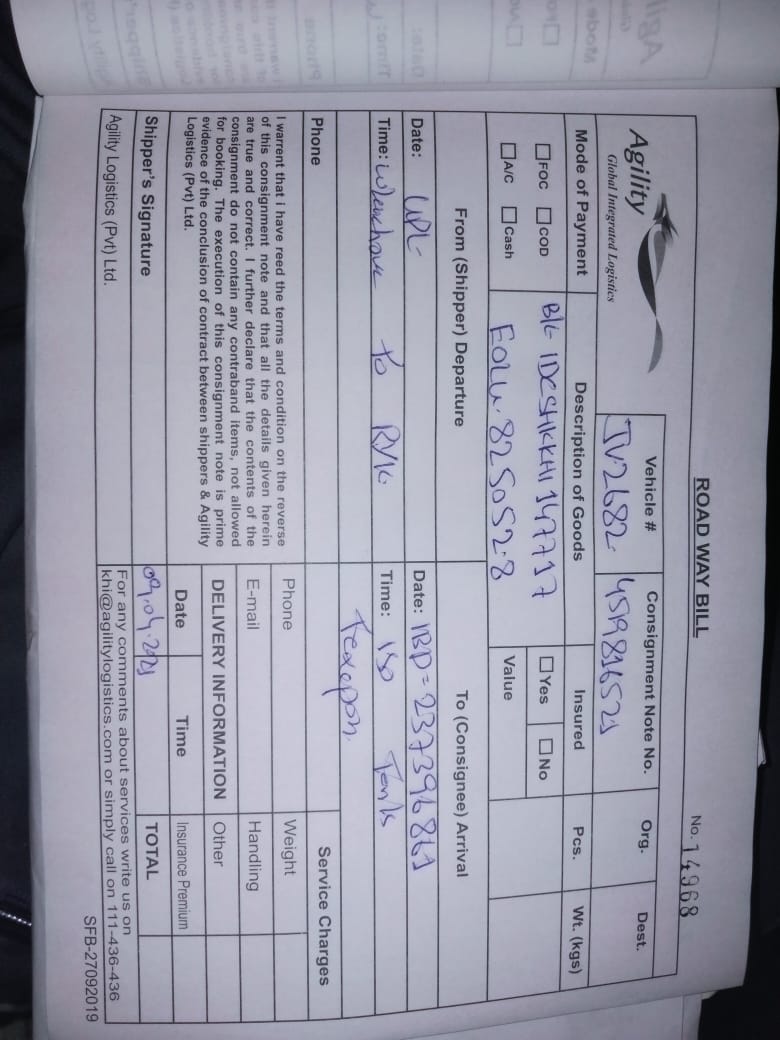 ROAD WAY BILL
No. 14968
Agility
Global Integrated Logistics
Vehicle #
JV.2682
Consignment Note No.
4519816521
Org.
Dest.
Mode of Payment
Description of Goods
Insured
Pcs.
Wt. (kgs)
FOC COD
A/C Cash
B/L IDCSHKKHI 147717
EOLU. 825052.8
Yes No
Value
From (Shipper) Departure
To (Consignee) Arrival
Date: UPL
Date: IBD = 237396861
Time: to RYK
Time: ISO Tank
Phone
Service Charges
I warrent that i have reed the terms and condition on the reverse
of this consignment note and that all the details given herein
are true and correct. I further declare that the contents of the
consignment do not contain any contraband items, not allowed
for booking. The execution of this consignment note is prime
evidence of the conclusion of contract between shippers & Agility
Logistics (Pvt) Ltd.
Phone
E-mail
Weight
Handling
DELIVERY INFORMATION
Other
Date Time
Insurance Premium
Shipper's Signature
09.04.2021
TOTAL
Agility Logistics (Pvt) Ltd.
For any comments about services write us on
khi@agilitylogistics.com or simply call on 111-436-436
SFB-27092019